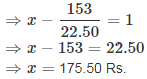 ⇒ x − 153/22.50 = 1
⇒ x − 153 = 22.50
⇒ x = 175.50 Rs.